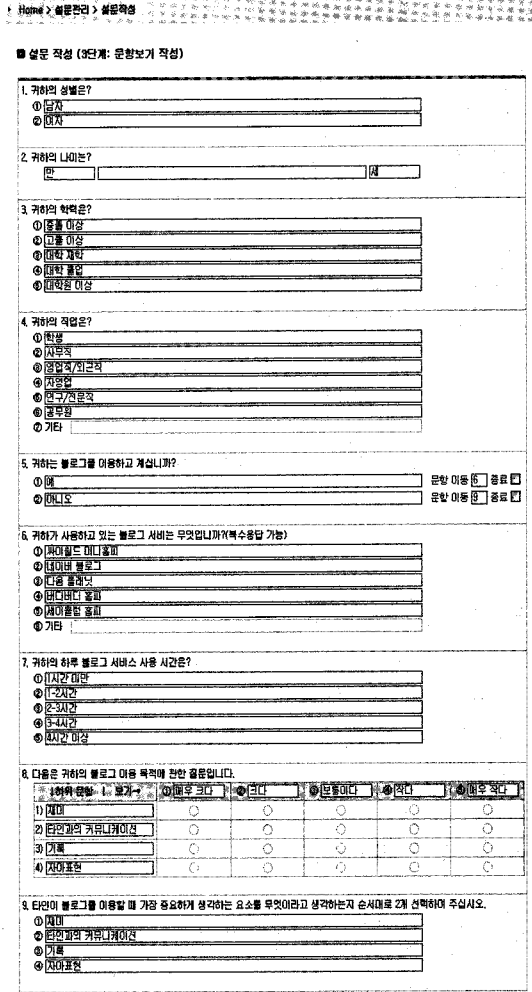 Home > 설문관리 > 설문작성
설문 작성 (3단계: 문항보기 작성)
1. 귀하의 성별은?
① 남자
② 여자
2. 귀하의 나이는?
만 세
3. 귀하의 학력은?
① 중졸 이상
② 고졸 이상
③ 대학 재학
④ 대학 졸업
⑤ 대학원 이상
4. 귀하의 직업은?
① 학생
② 사무직
③ 영업직/외근직
④ 자영업
⑤ 연구/전문직
⑥ 공무원
⑦ 기타
5. 귀하는 블로그를 이용하고 계십니까?
① 예 문항 이동 6 종료
② 아니오 문항 이동 9 종료
6. 귀하가 사용하고 있는 블로그 서비는 무엇입니까?(복수응답 가능)
① 싸이월드 미니홈피
② 네이버 블로그
③ 다음 플래닛
④ 버디버디 홈피
⑤ 세이클럽 홈피
⑥ 기타
7. 귀하의 하루 블로그 서비스 사용 시간은?
① 1시간 미만
② 1-2시간
③ 2-3시간
④ 3-4시간
⑤ 4시간 이상
8. 다음은 귀하의 블로그 이용 목적에 관한 질문입니다.
↓하위 문항 | 보기→ ① 매우 크다 ② 크다 ③ 보통이다 ④ 작다 ⑤ 매우 작다
1) 재미
2) 타인과의 커뮤니케이션
3) 기록
4) 자아표현
9. 타인이 블로그를 이용할 때 가장 중요하게 생각하는 요소를 무엇이라고 생각하는지 순서대로 2개 선택하여 주십시오.
① 재미
② 타인과의 커뮤니케이션
③ 기록
④ 자아표현